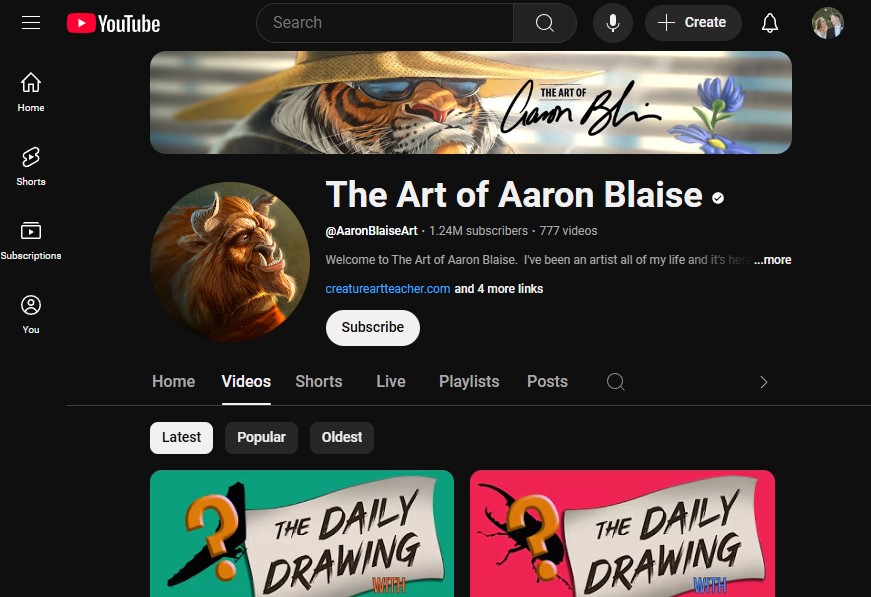 YouTube
Search
Create
Home
Shorts
Subscriptions
You
THE ART OF
Aaron Blaise
The Art of Aaron Blaise
@AaronBlaiseArt · 1.24M subscribers · 777 videos
Welcome to The Art of Aaron Blaise. I've been an artist all of my life and it's here ...more
creatureartteacher.com and 4 more links
Subscribe
Home Videos Shorts Live Playlists Posts
Latest Popular Oldest
? THE DAILY
DRAWING
WITH
? THE DAILY
DRAWING
WITH